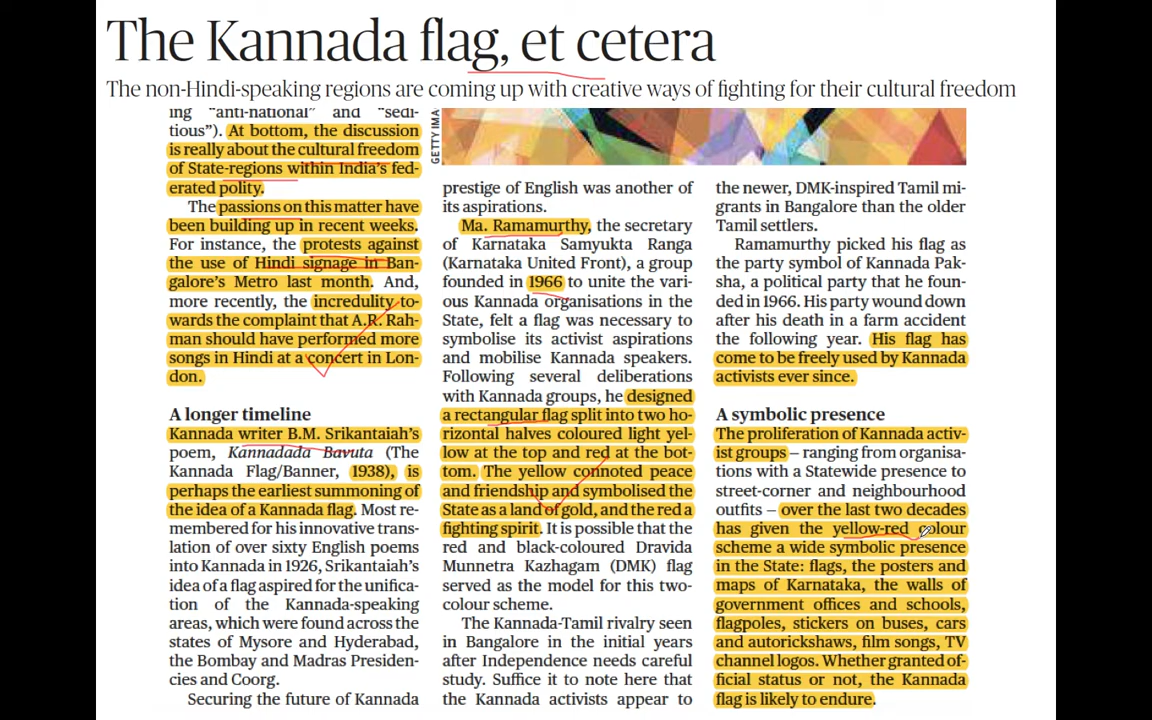 The Kannada flag, et cetera
The non-Hindi-speaking regions are coming up with creative ways of fighting for their cultural freedom
ing "anti-national" and "sedi-
tious"). At bottom, the discussion
is really about the cultural freedom
of State-regions within India's fed-
erated polity.
The passions on this matter have
been building up in recent weeks.
For instance, the protests against
the use of Hindi signage in Ban-
galore's Metro last month. And,
more recently, the incredulity to-
wards the complaint that A.R. Rah-
man should have performed more
songs in Hindi at a concert in Lon-
don.
A longer timeline
Kannada writer B.M. Srikantaiah's
poem, Kannadada Bavuta (The
Kannada Flag/Banner, 1938), is
perhaps the earliest summoning of
the idea of a Kannada flag. Most re-
membered for his innovative trans-
lation of over sixty English poems
into Kannada in 1926, Srikantaiah's
idea of a flag aspired for the unifica-
tion of the Kannada-speaking
areas, which were found across the
states of Mysore and Hyderabad,
the Bombay and Madras Presiden-
cies and Coorg.
Securing the future of Kannada
GETTY IMA
prestige of English was another of
its aspirations.
Ma. Ramamurthy, the secretary
of Karnataka Samyukta Ranga
(Karnataka United Front), a group
founded in 1966 to unite the vari-
ous Kannada organisations in the
State, felt a flag was necessary to
symbolise its activist aspirations
and mobilise Kannada speakers.
Following several deliberations
with Kannada groups, he designed
a rectangular flag split into two ho-
rizontal halves coloured light yel-
low at the top and red at the bot-
tom. The yellow connoted peace
and friendship and symbolised the
State as a land of gold, and the red a
fighting spirit. It is possible that the
red and black-coloured Dravida
Munnetra Kazhagam (DMK) flag
served as the model for this two-
colour scheme.
The Kannada-Tamil rivalry seen
in Bangalore in the initial years
after Independence needs careful
study. Suffice it to note here that
the Kannada activists appear to
the newer, DMK-inspired Tamil mi-
grants in Bangalore than the older
Tamil settlers.
Ramamurthy picked his flag as
the party symbol of Kannada Pak-
sha, a political party that he foun-
ded in 1966. His party wound down
after his death in a farm accident
the following year. His flag has
come to be freely used by Kannada
activists ever since.
A symbolic presence
The proliferation of Kannada activ-
ist groups – ranging from organisa-
tions with a Statewide presence to
street-corner and neighbourhood
outfits – over the last two decades
has given the yellow-red colour
scheme a wide symbolic presence
in the State: flags, the posters and
maps of Karnataka, the walls of
government offices and schools,
flagpoles, stickers on buses, cars
and autorickshaws, film songs, TV
channel logos. Whether granted of-
ficial status or not, the Kannada
flag is likely to endure.